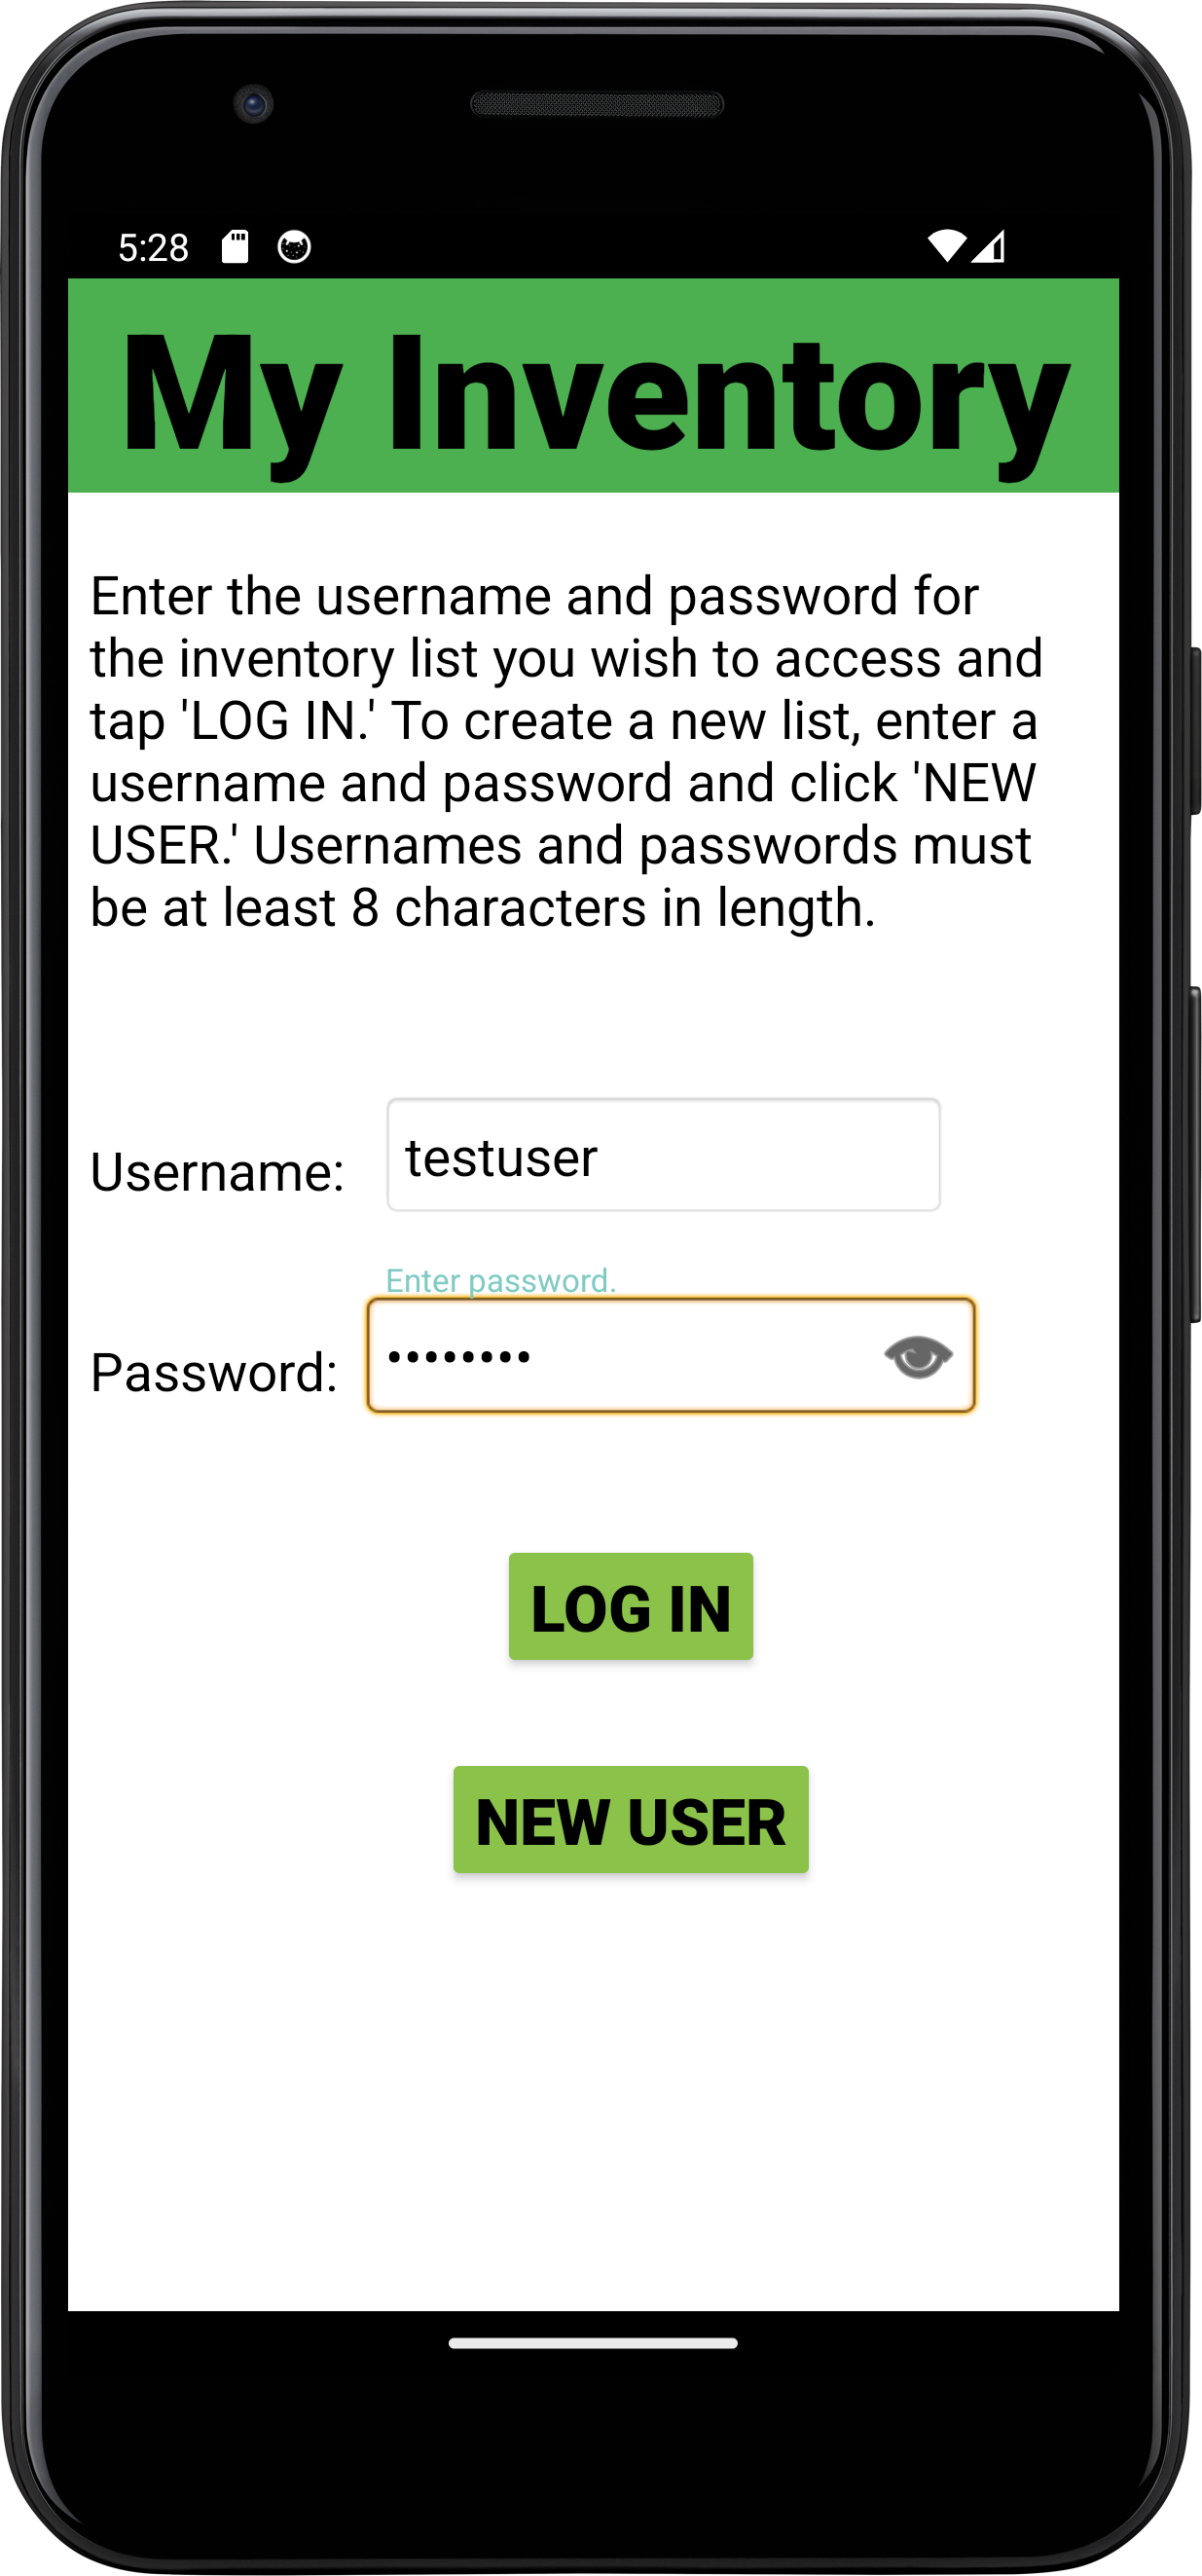 5:28
My Inventory
Enter the username and password for
the inventory list you wish to access and
tap 'LOG IN.' To create a new list, enter a
username and password and click 'NEW
USER.' Usernames and passwords must
be at least 8 characters in length.
Username: testuser
Enter password.
Password: ••••••••
LOG IN
NEW USER